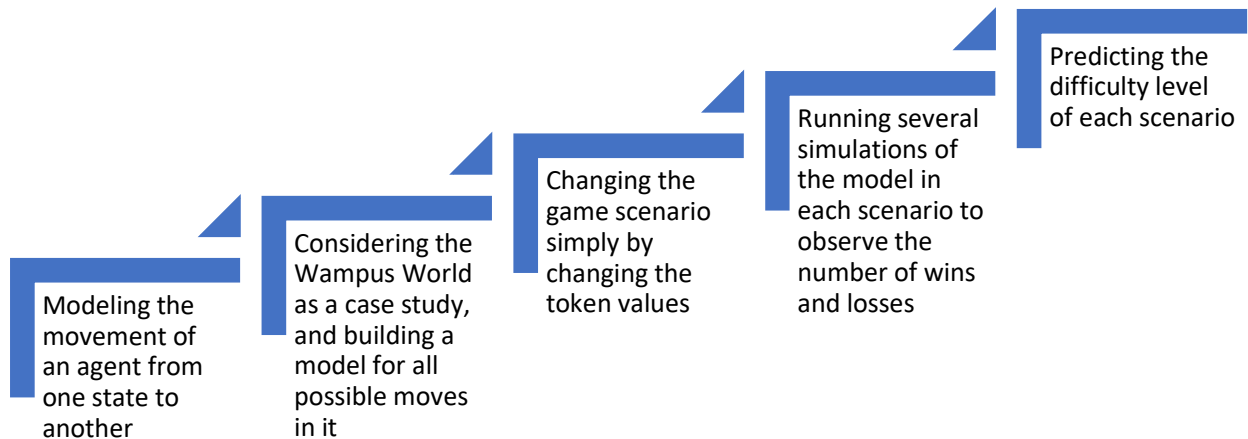 Modeling the
movement of
an agent from
one state to
another
Considering the
Wampus World
as a case study,
and building a
model for all
possible moves
in it
Changing the
game scenario
simply by
changing the
token values
Running several
simulations of
the model in
each scenario to
observe the
number of wins
and losses
Predicting the
difficulty level
of each scenario